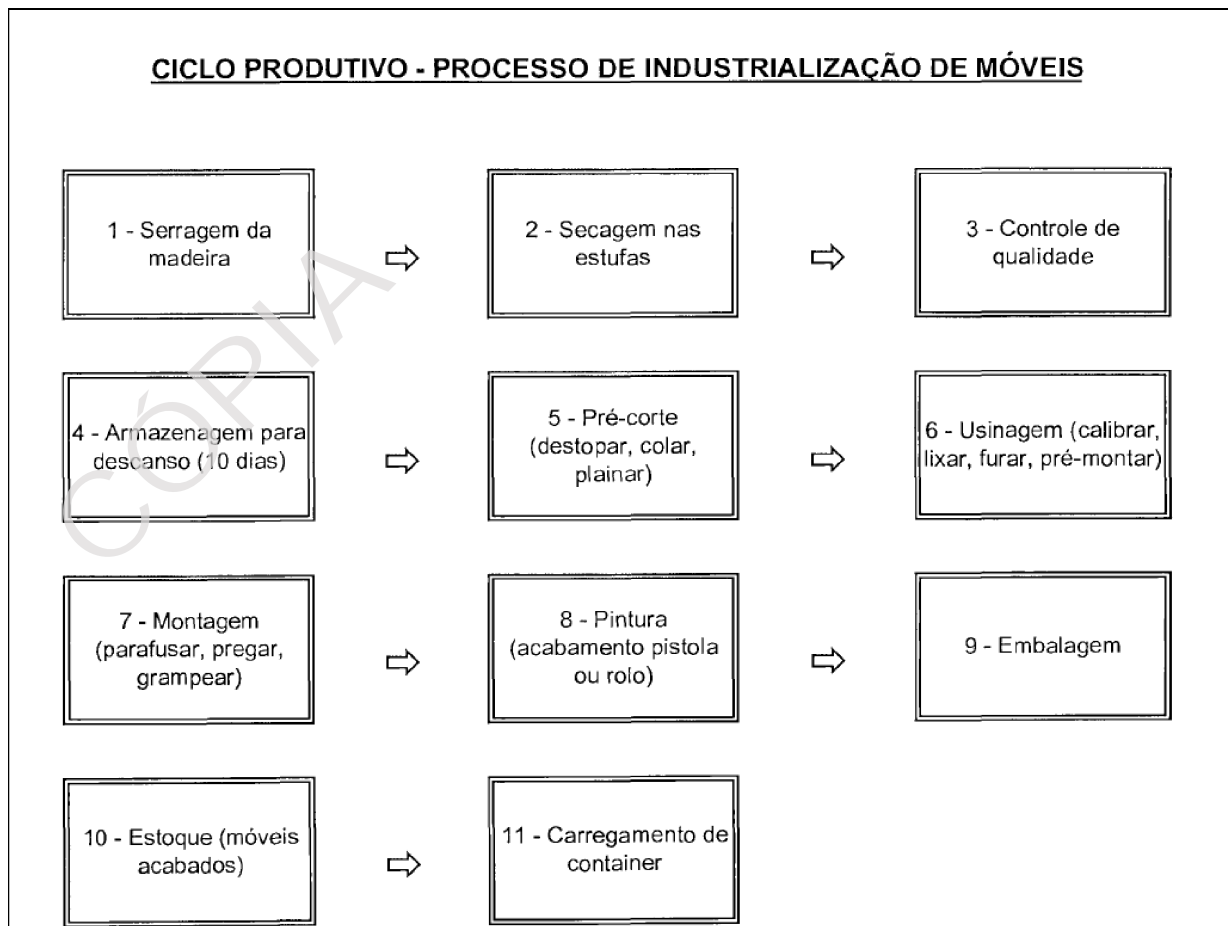 CICLO PRODUTIVO - PROCESSO DE INDUSTRIALIZAÇÃO DE MÓVEIS
1 - Serragem da
madeira
2 - Secagem nas
estufas
3 - Controle de
qualidade
4 - Armazenagem para
descanso (10 dias)
5 - Pré-corte
(destopar, colar,
plainar)
6 - Usinagem (calibrar,
lixar, furar, pré-montar)
7 - Montagem
(parafusar, pregar,
grampear)
8 - Pintura
(acabamento pistola
ou rolo)
9 - Embalagem
10 - Estoque (móveis
acabados)
11 - Carregamento de
container
CÓPIA